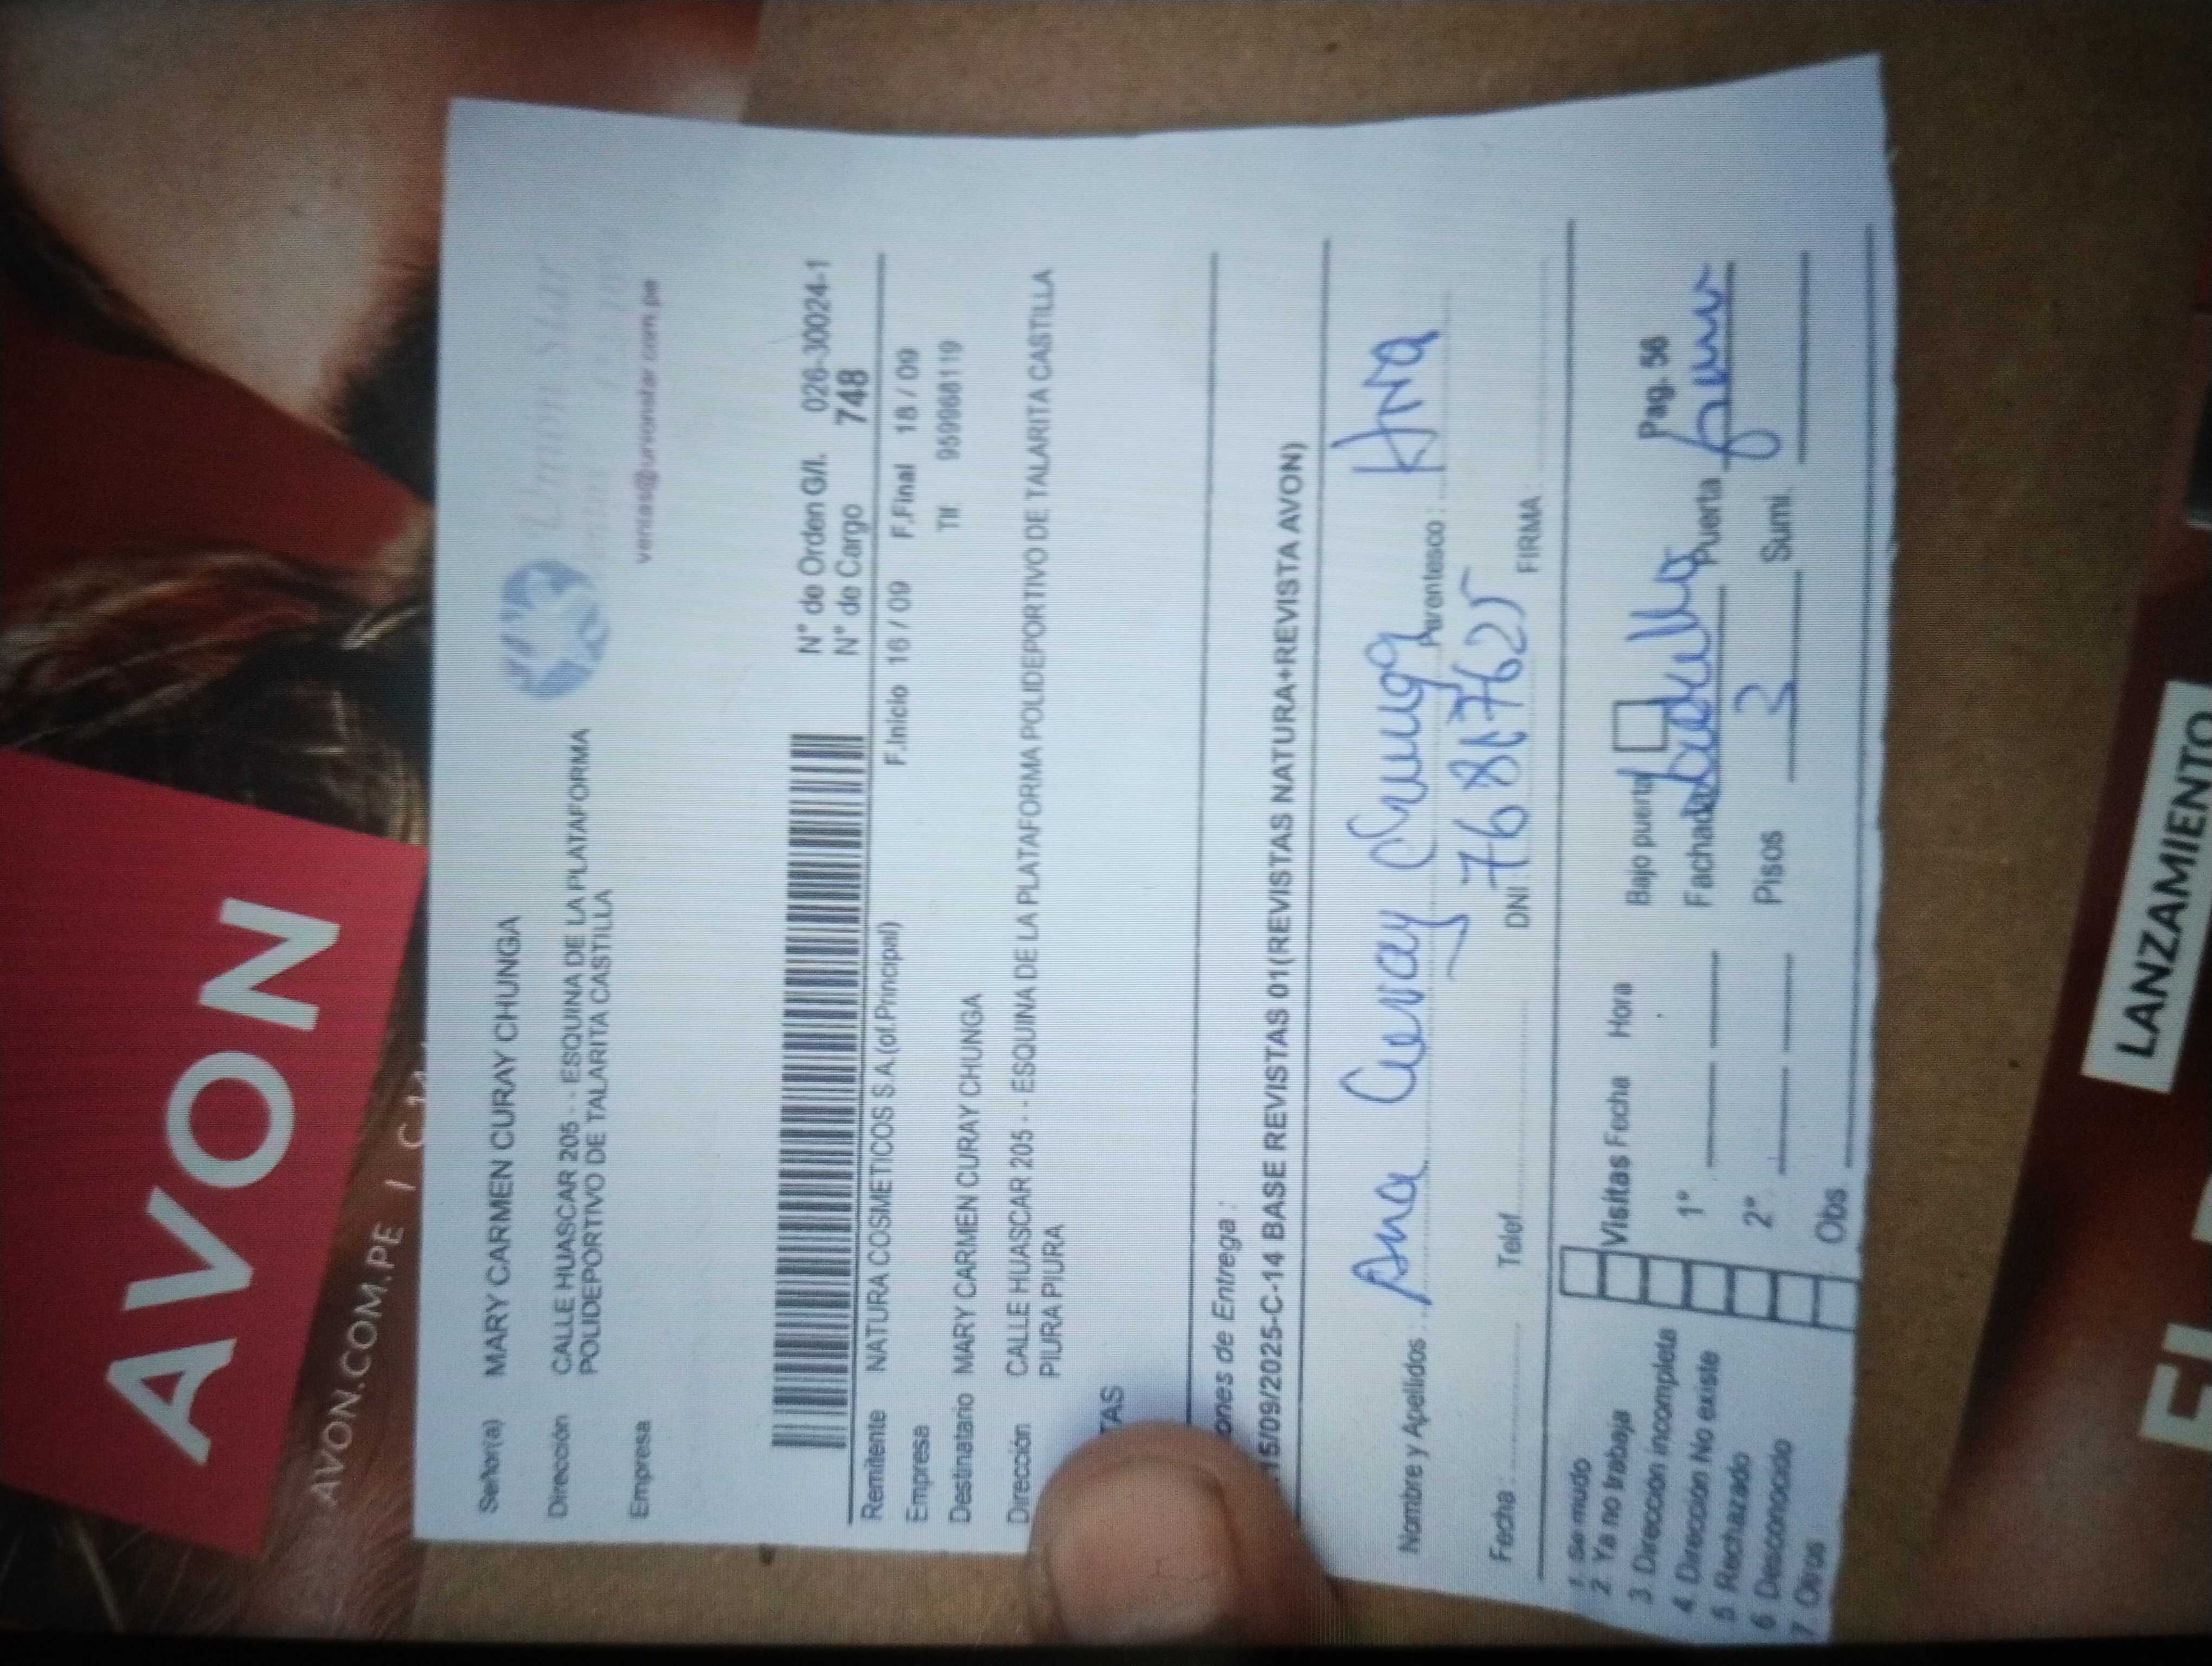 AVON
AVON.COM.PE | C-14
Señor(a) MARY CARMEN CURAY CHUNGA
Dirección CALLE HUASCAR 205 - - ESQUINA DE LA PLATAFORMA
POLIDEPORTIVO DE TALARITA CASTILLA
Empresa
Union Star
ventas@unionstar.com.pe
N° de Orden G/I. 026-30024-1
N° de Cargo 748
Remitente NATURA COSMETICOS S.A.(of.Principal) F.Inicio 16 / 09 F.Final 18 / 09
Empresa Tlf. 959968119
Destinatario MARY CARMEN CURAY CHUNGA
Dirección CALLE HUASCAR 205 - - ESQUINA DE LA PLATAFORMA POLIDEPORTIVO DE TALARITA CASTILLA
PIURA PIURA
TAS
ones de Entrega :
15/09/2025-C-14 BASE REVISTAS 01(REVISTAS NATURA+REVISTA AVON)
Nombre y Apellidos : Ana Curay Chunga Parentesco :
Fecha : Telef. DNI FIRMA :
1 Se mudo
2 Ya no trabaja
3 Dirección incompleta
4 Dirección No existe
5 Rechazado
6 Desconocido
7 Otros
Visitas Fecha Hora
1°
2°
Obs
Bajo puerta Pag. 56
Fachada ladrillo Puerta
Pisos 3 Sumi.
LANZAMIENTO